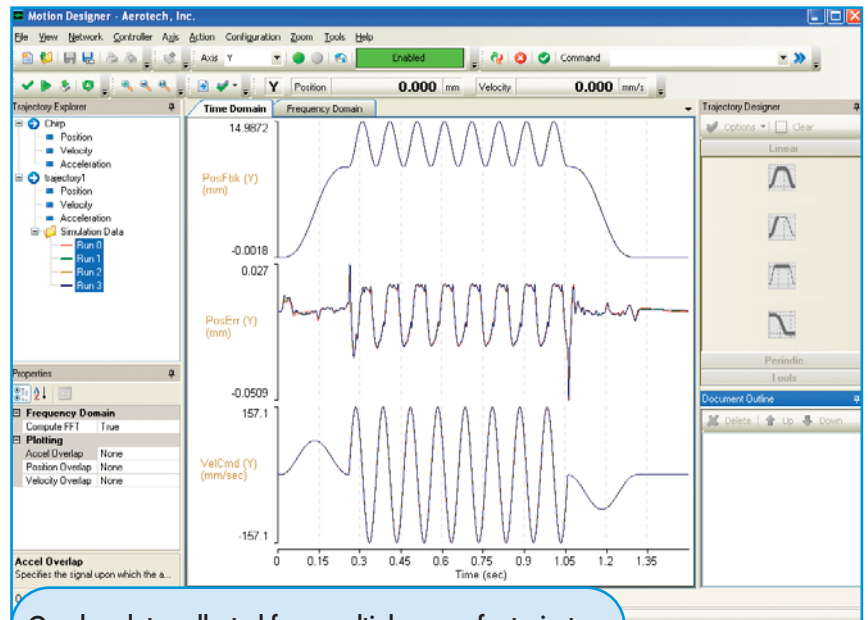 Motion Designer - Aerotech, Inc.
File View Network Controller Axis Action Configuration Zoom Tools Help
Axis Y Enabled Command
Y Position 0.000 mm Velocity 0.000 mm/s
Trajectory Explorer
Chirp
Position
Velocity
Acceleration
trajectory1
Position
Velocity
Acceleration
Simulation Data
Run 0
Run 1
Run 2
Run 3
Properties
Frequency Domain
Compute FFT True
Plotting
Accel Overlap None
Position Overlap None
Velocity Overlap None
Accel Overlap
Specifies the signal upon which the a...
Time Domain Frequency Domain
14.9872
PosFbk (Y)
(mm)
-0.0018
0.027
PosErr (Y)
(mm)
-0.0509
157.1
VelCmd (Y)
(mm/sec)
-157.1
0 0.15 0.3 0.45 0.6 0.75 0.9 1.05 1.2 1.35
Time (sec)
Trajectory Designer
Options Clear
Linear
Periodic
Tools
Document Outline
Delete Up Down